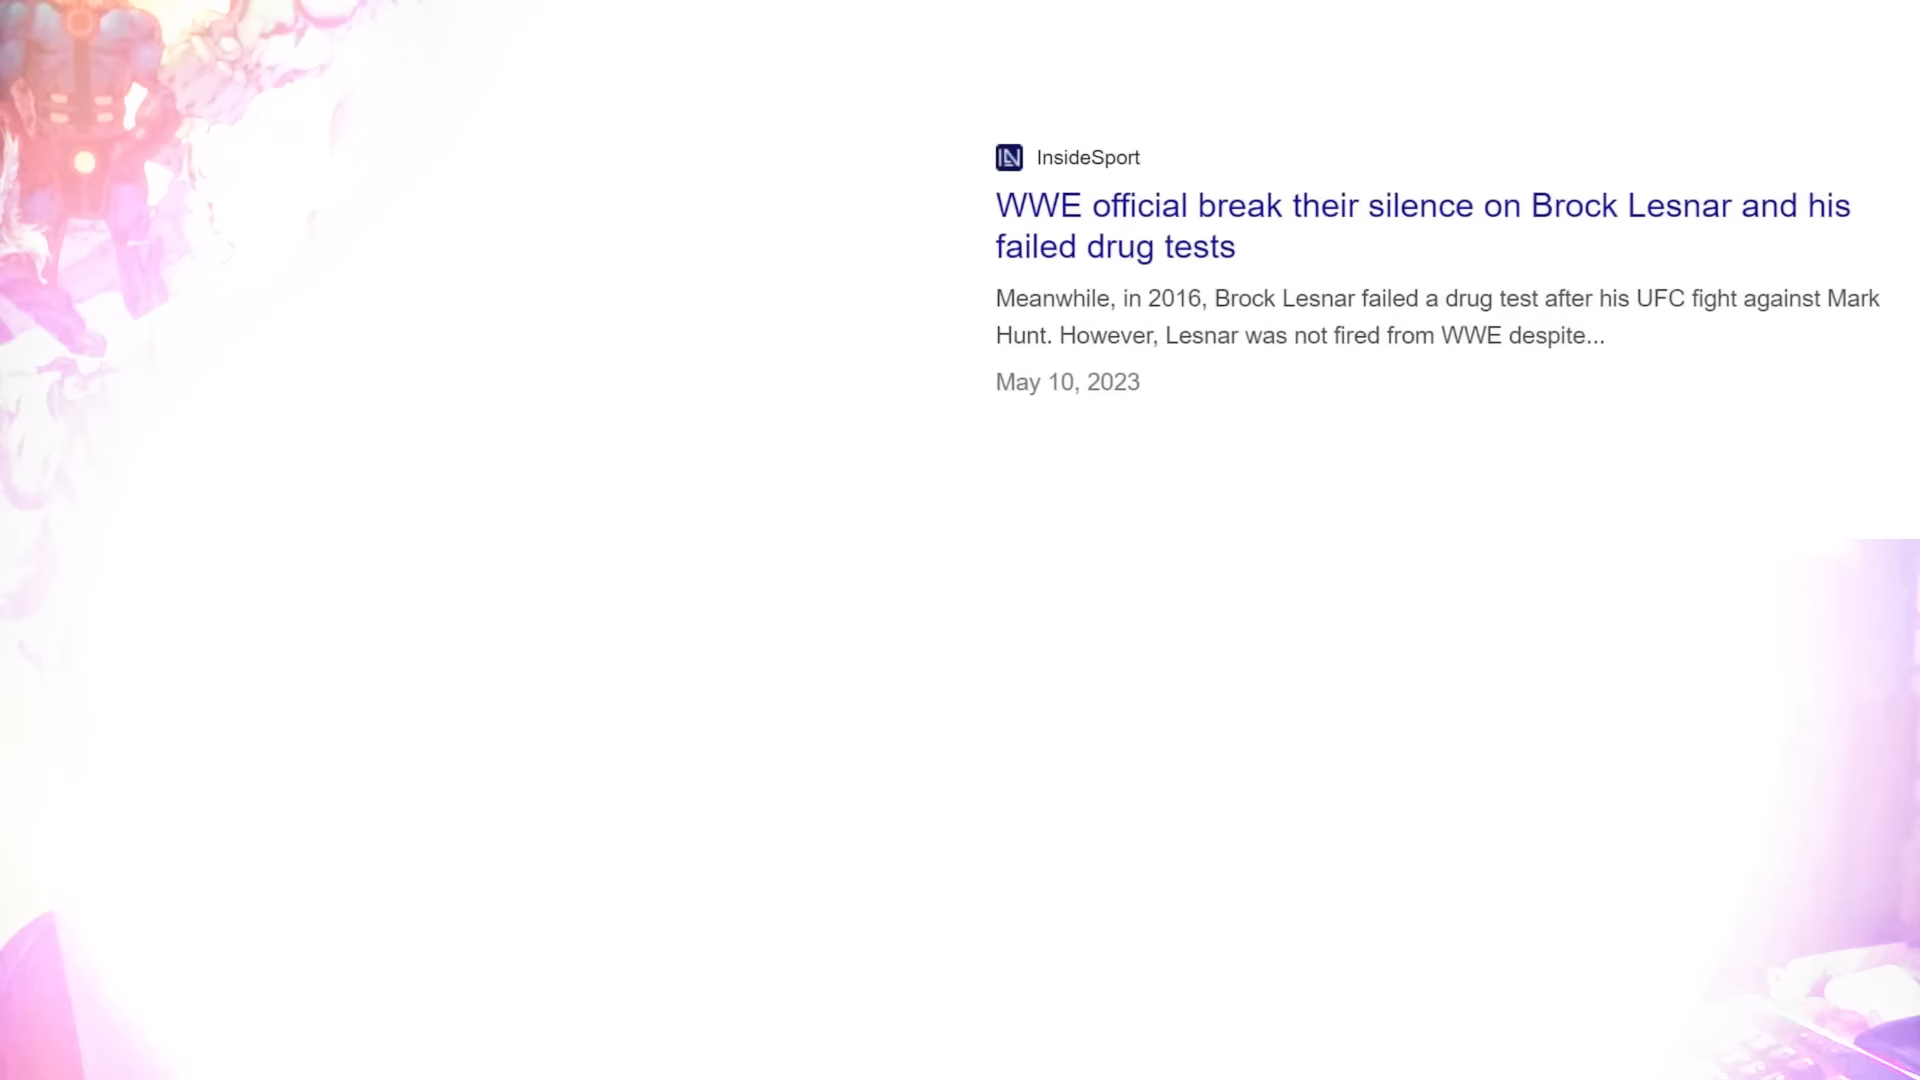 InsideSport
WWE official break their silence on Brock Lesnar and his
failed drug tests
Meanwhile, in 2016, Brock Lesnar failed a drug test after his UFC fight against Mark
Hunt. However, Lesnar was not fired from WWE despite...
May 10, 2023